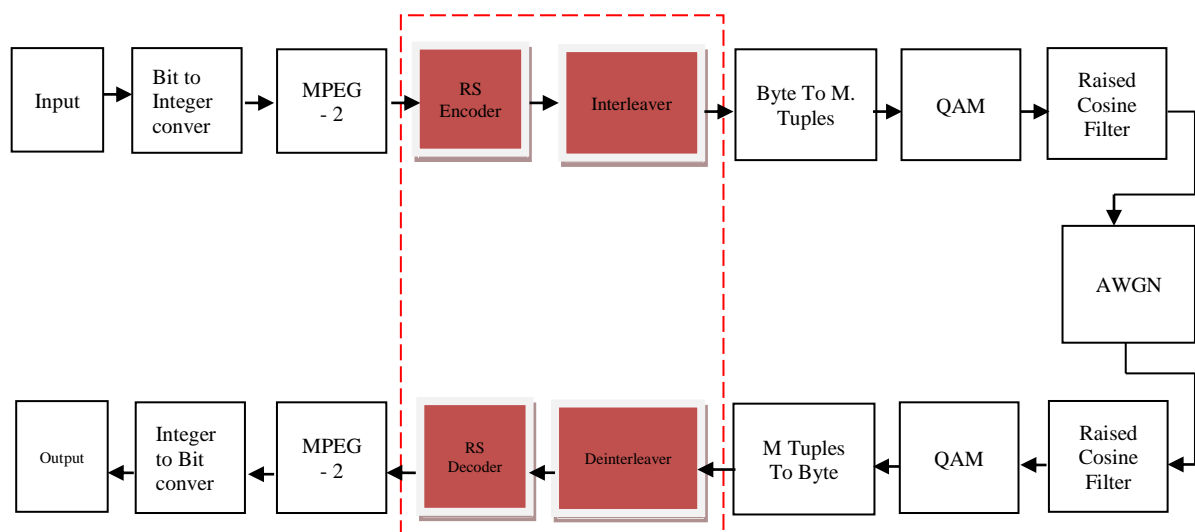 Input
Bit to
Integer
conver
MPEG
- 2
RS
Encoder
Interleaver
Byte To M.
Tuples
QAM
Raised
Cosine
Filter
AWGN
Output
Integer
to Bit
conver
MPEG
- 2
RS
Decoder
Deinterleaver
M Tuples
To Byte
QAM
Raised
Cosine
Filter